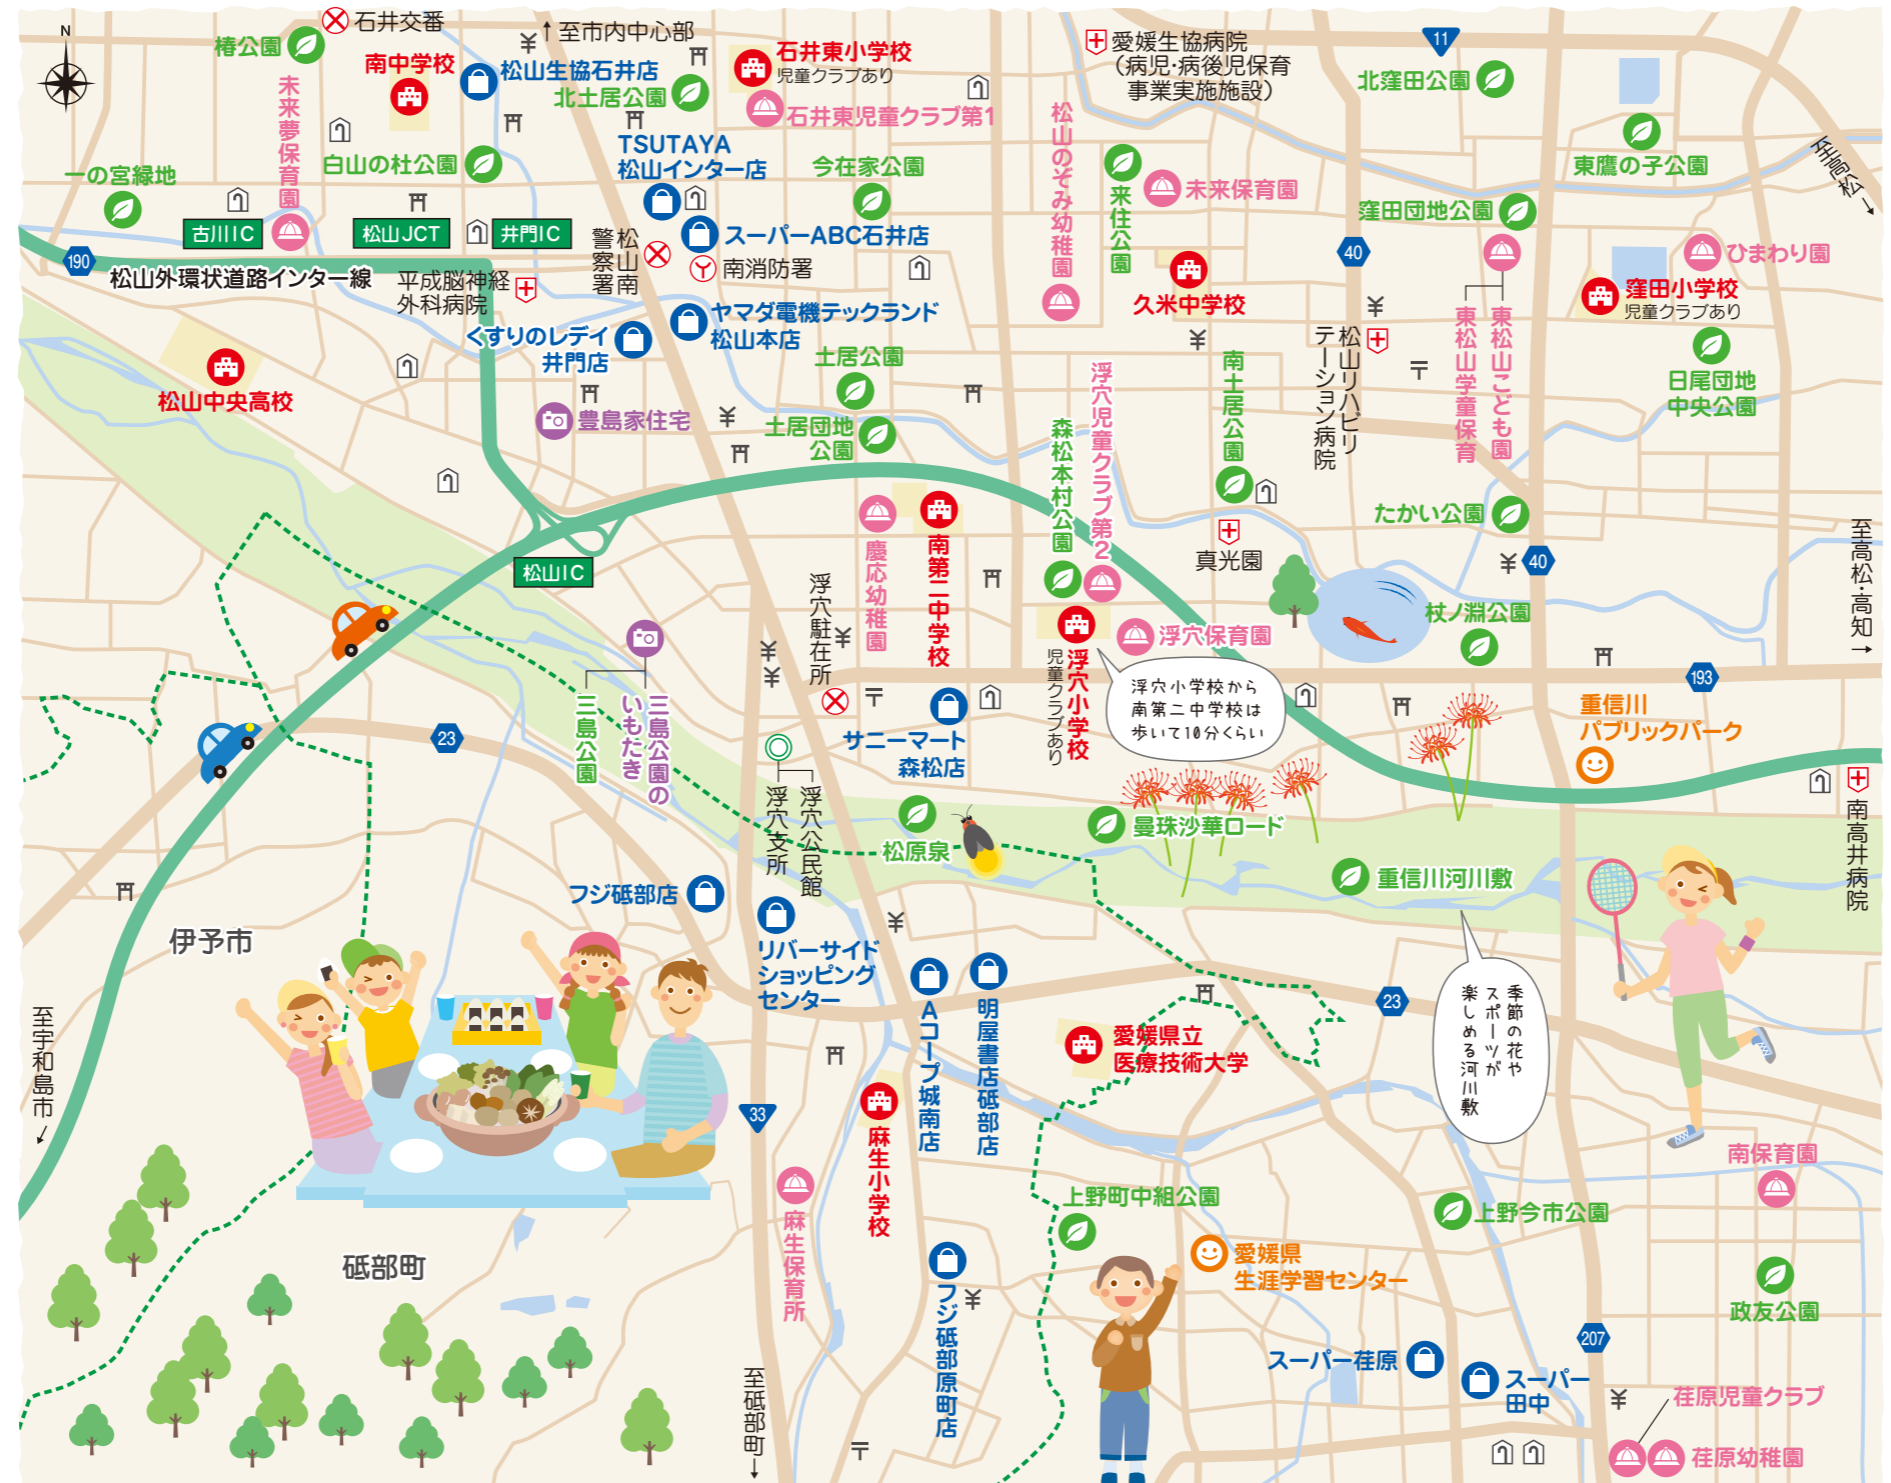 N
椿公園
石井交番
↑至市内中心部
石井東小学校
児童クラブあり
南中学校
松山生協石井店
北土居公園
石井東児童クラブ第1
愛媛生協病院
(病児・病後児保育
事業実施施設)
11
北窪田公園
東鷹の子公園
至高松→
未来夢保育園
白山の杜公園
一の宮緑地
TSUTAYA
松山インター店
今在家公園
松山のぞみ幼稚園
来住公園
未来保育園
窪田団地公園
古川IC
松山JCT
井門IC
スーパーABC石井店
松山南
警察署
南消防署
190
松山外環状道路インター線
平成脳神経
外科病院
40
ひまわり園
久米中学校
窪田小学校
児童クラブあり
くすりのレディ
井門店
ヤマダ電機テックランド
松山本店
松山リハビリ
テーション病院
東松山こども園
東松山学童保育
日尾団地
中央公園
松山中央高校
土居公園
豊島家住宅
土居団地
公園
浮穴児童クラブ第2
森松本村公園
南土居公園
たかい公園
真光園
至高松・高知→
松山IC
慶応幼稚園
南第二中学校
40
杖ノ淵公園
浮穴駐在所
浮穴保育園
浮穴小学校
児童クラブあり
浮穴小学校から
南第二中学校は
歩いて10分くらい
193
重信川
パブリックパーク
23
三島公園の
いもたき
三島公園
サニーマート
森松店
浮穴公民館
浮穴支所
松原泉
曼珠沙華ロード
重信川河川敷
南高井病院
フジ砥部店
リバーサイド
ショッピング
センター
伊予市
至宇和島市→
Aコープ城南店
明屋書店砥部店
愛媛県立
医療技術大学
23
季節の花や
スポーツが
楽しめる河川敷
33
麻生小学校
麻生保育所
上野町中組公園
上野今市公園
南保育園
愛媛県
生涯学習センター
政友公園
砥部町
フジ砥部原町店
スーパー荏原
スーパー
田中
207
荏原児童クラブ
荏原幼稚園
至砥部町→